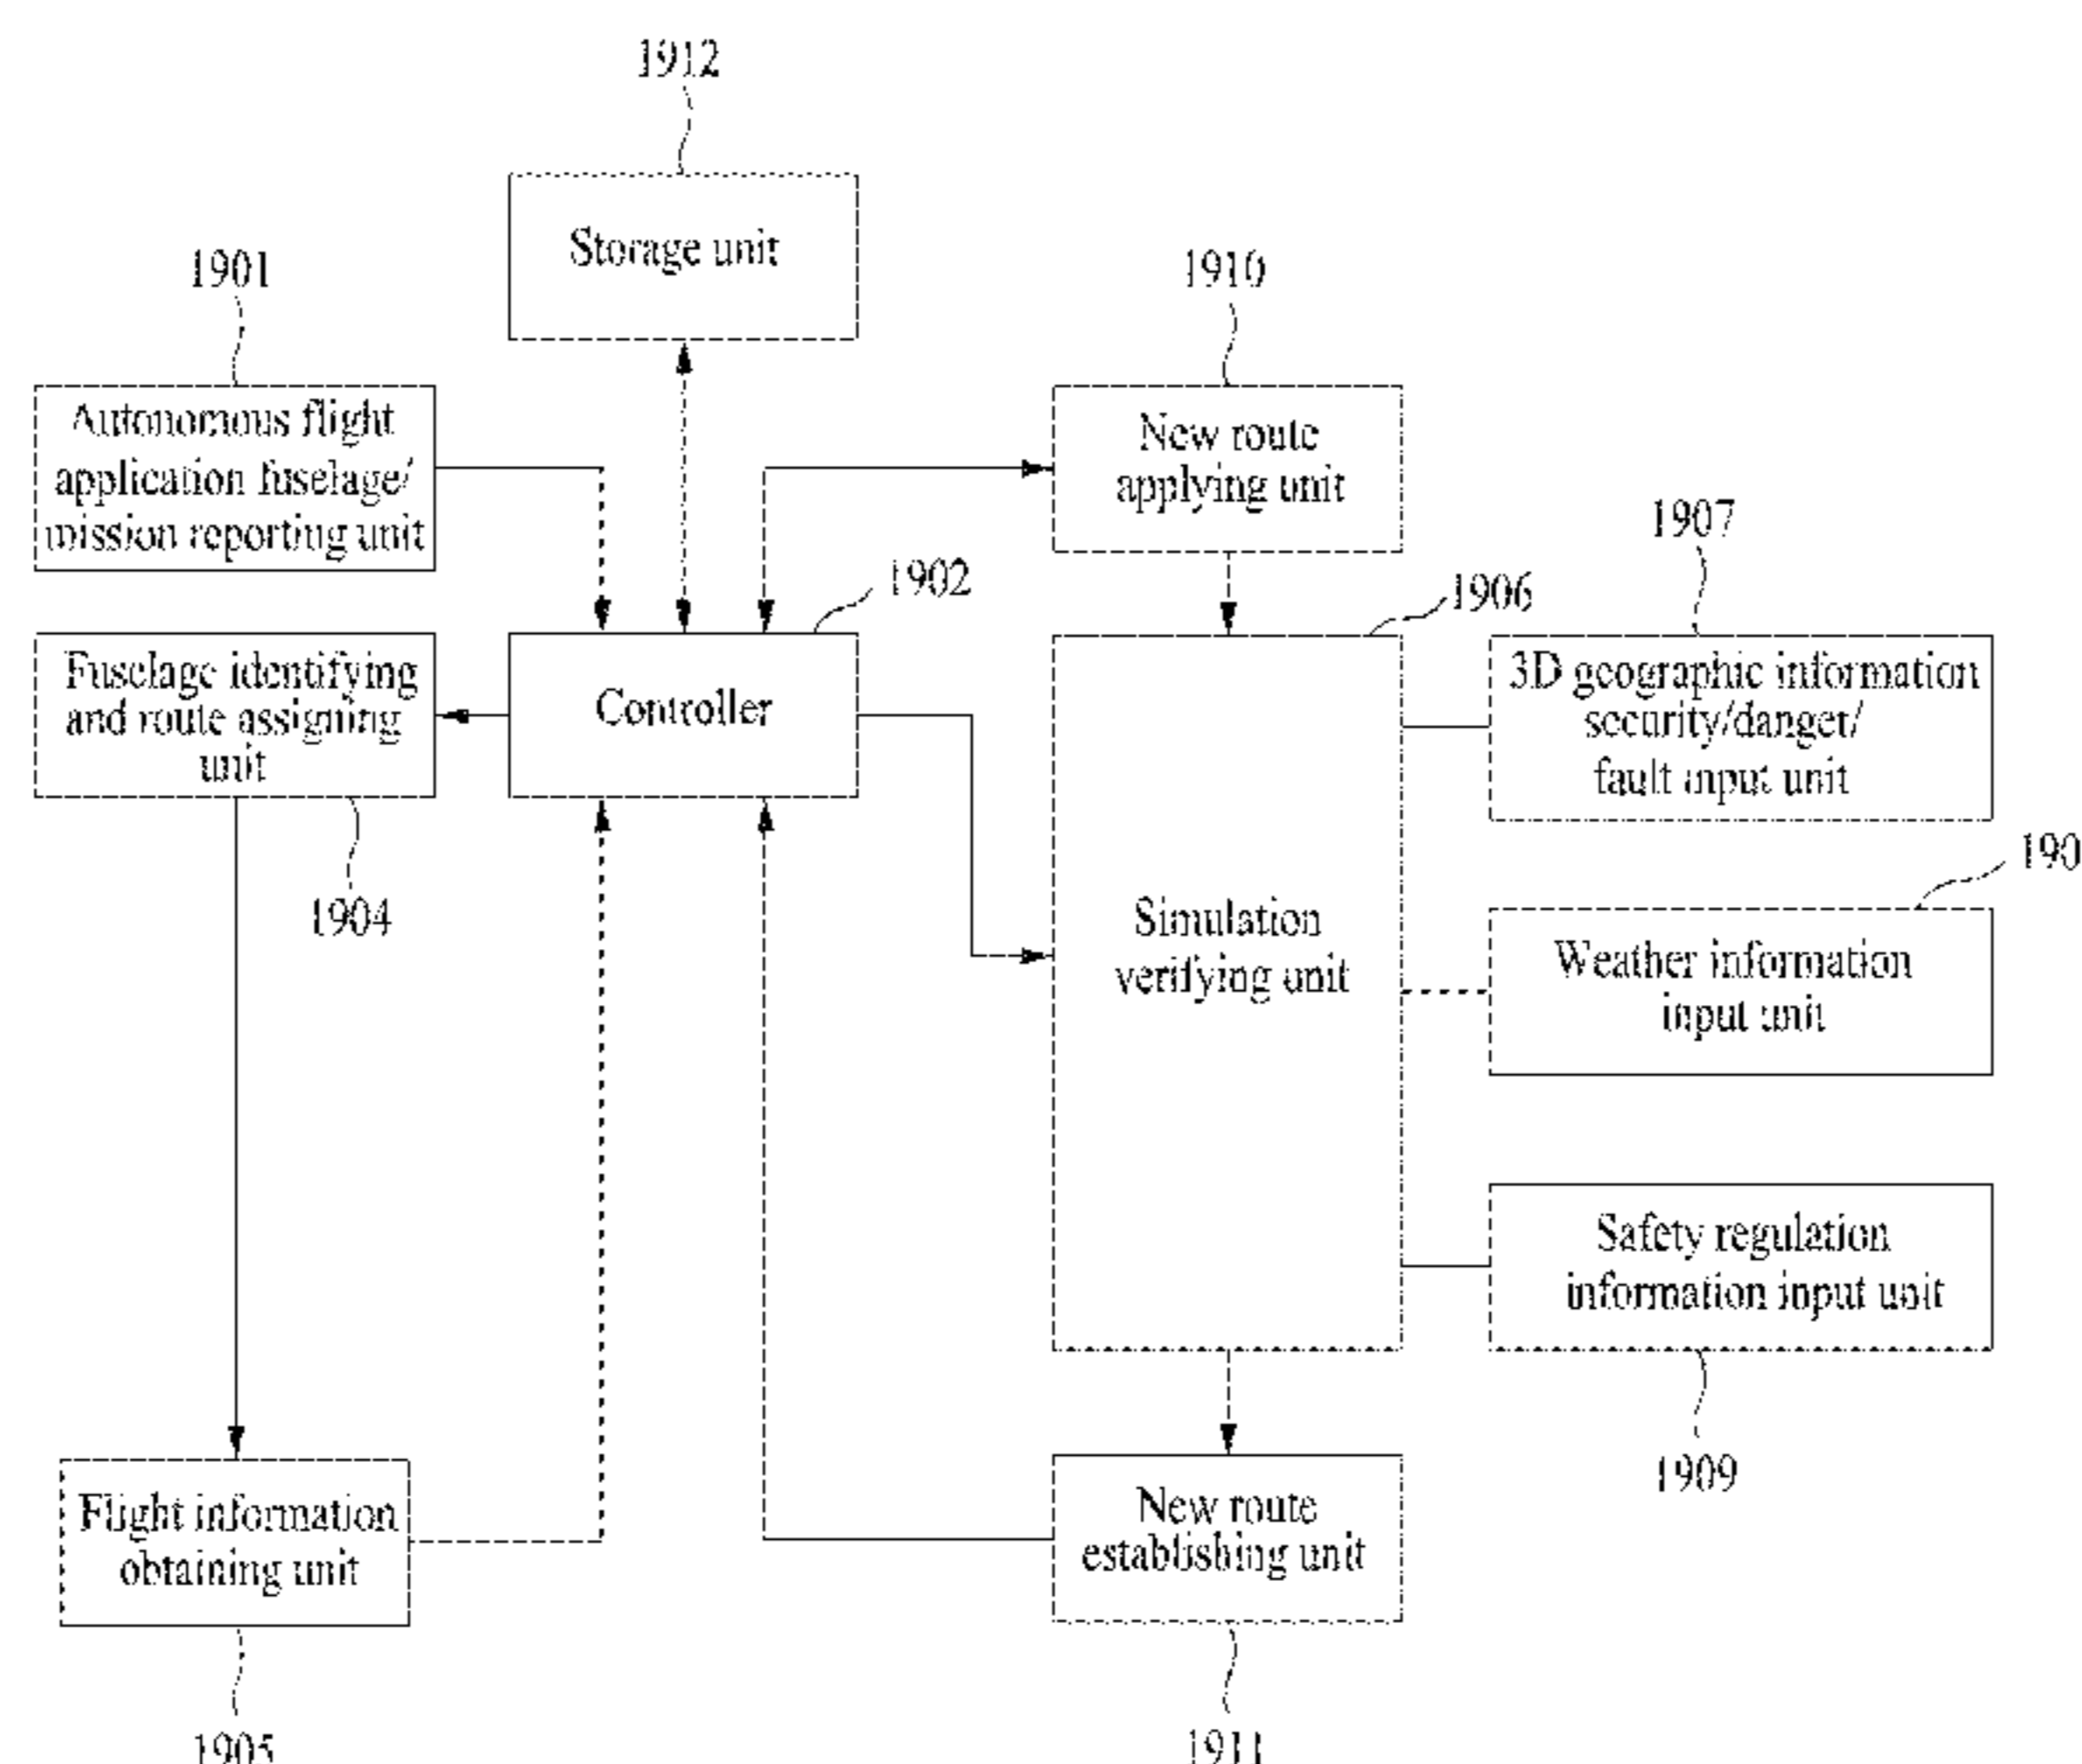 1912
Storage unit
1901
Autonomous flight
application fuselage/
mission reporting unit
1910
New route
applying unit
1902
Fuselage identifying
and route assigning
unit
1904
Controller
1906
Simulation
verifying unit
1907
3D geographic information
security/danger/
fault input unit
190
Weather information
input unit
Safety regulation
information input unit
1909
Flight information
obtaining unit
1905
New route
establishing unit
1911